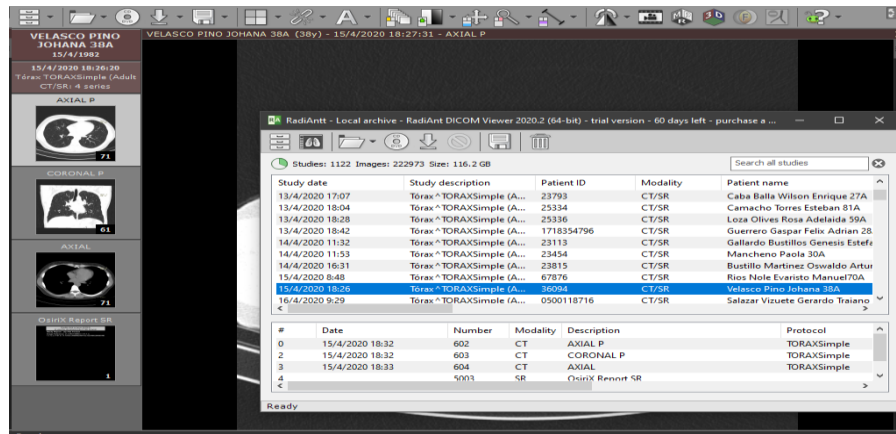 VELASCO PINO JOHANA 38A
15/4/1982
15/4/2020 18:26:20
Tórax TORAXSimple (Adult
CT/SR: 4 series
AXIAL P
71
CORONAL P
61
AXIAL
71
OsiriX Report SR
1
VELASCO PINO JOHANA 38A (38y) - 15/4/2020 18:27:31 - AXIAL P
RadiAntt - Local archive - RadiAnt DICOM Viewer 2020.2 (64-bit) - trial version - 60 days left - purchase a ...
Studies: 1122 Images: 222973 Size: 116.2 GB
Search all studies
Study date Study description Patient ID Modality Patient name
13/4/2020 17:07 Tórax^TORAXSimple (A... 23793 CT/SR Caba Balla Wilson Enrique 27A
13/4/2020 18:04 Tórax^TORAXSimple (A... 25334 CT/SR Camacho Torres Esteban 81A
13/4/2020 18:28 Tórax^TORAXSimple (A... 25336 CT/SR Loza Olives Rosa Adelaida 59A
13/4/2020 18:42 Tórax^TORAXSimple (A... 1718354796 CT/SR Guerrero Gaspar Felix Adrian 28
14/4/2020 11:32 Tórax^TORAXSimple (A... 23113 CT/SR Gallardo Bustillos Genesis Estefa
14/4/2020 11:53 Tórax^TORAXSimple (A... 23454 CT/SR Mancheno Paola 30A
14/4/2020 16:31 Tórax^TORAXSimple (A... 23815 CT/SR Bustillo Martinez Oswaldo Artur
15/4/2020 8:48 Tórax^TORAXSimple (A... 67876 CT/SR Rios Nole Evaristo Manuel70A
15/4/2020 18:26 Tórax^TORAXSimple (A... 36094 CT/SR Velasco Pino Johana 38A
16/4/2020 9:29 Tórax^TORAXSimple (A... 0500118716 CT/SR Salazar Vizuete Gerardo Traiano
# Date Number Modality Description Protocol
0 15/4/2020 18:32 602 CT AXIAL P TORAXSimple
2 15/4/2020 18:32 603 CT CORONAL P TORAXSimple
3 15/4/2020 18:33 604 CT AXIAL TORAXSimple
4 5003 SR OsiriX Report SR
Ready